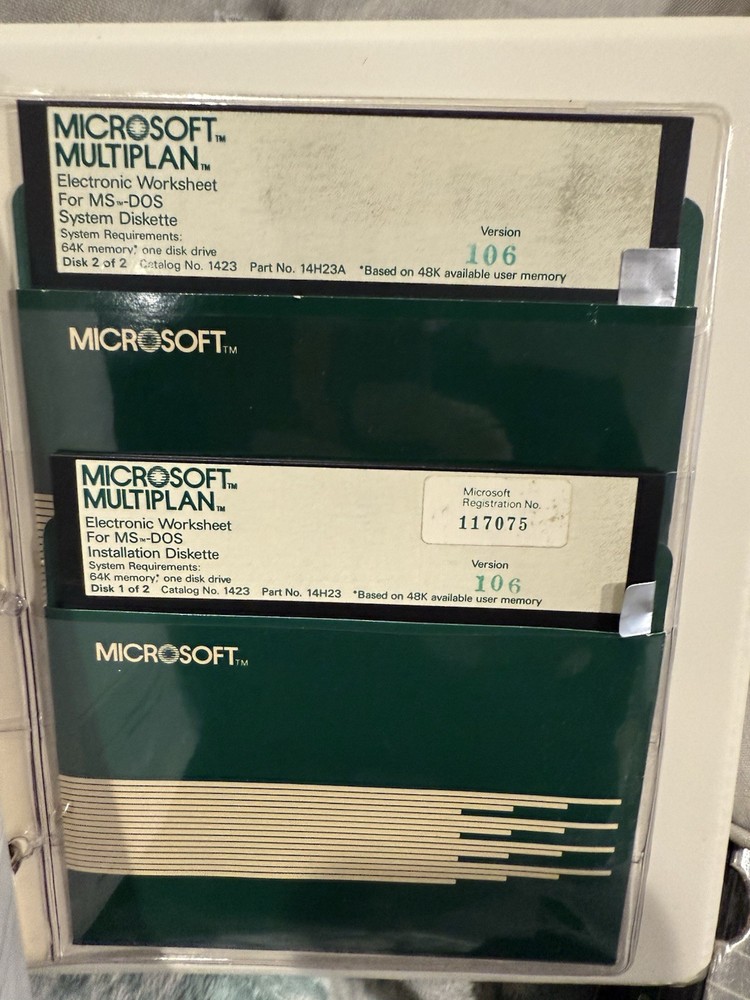 MICROSOFT™
MULTIPLAN™
Electronic Worksheet
For MS™-DOS
System Diskette
System Requirements:
64K memory,* one disk drive
Disk 2 of 2 Catalog No. 1423 Part No. 14H23A *Based on 48K available user memory
Version
106
MICROSOFT™
MICROSOFT™
MULTIPLAN™
Electronic Worksheet
For MS™-DOS
Installation Diskette
System Requirements:
64K memory,* one disk drive
Disk 1 of 2 Catalog No. 1423 Part No. 14H23 *Based on 48K available user memory
Microsoft
Registration No.
117075
Version
106
MICROSOFT™